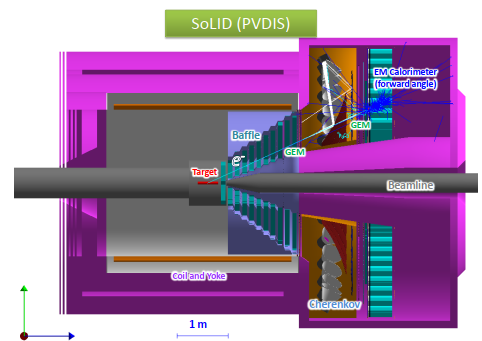 SoLID (PVDIS)
EM Calorimeter
(forward angle)
GEM
Baffle
e-
GEM
Target
Beamline
Coil and Yoke
Cherenkov
1 m